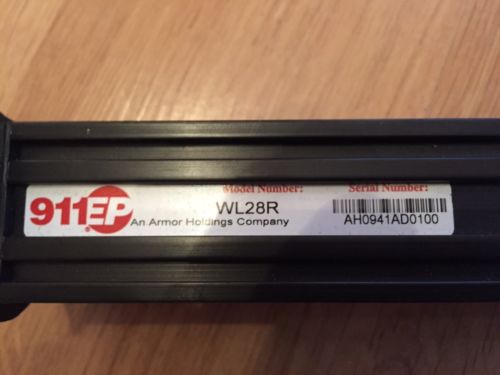 Model Number: Serial Number:
911EP WL28R
An Armor Holdings Company AH0941AD0100